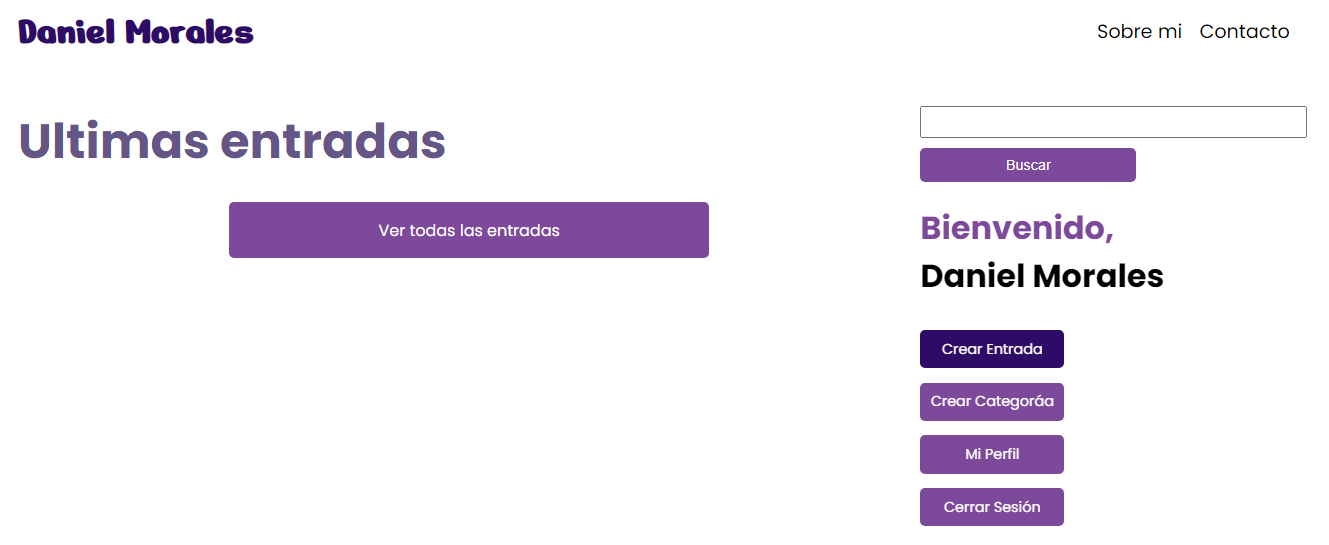 Daniel Morales
Sobre mi Contacto
Ultimas entradas
Ver todas las entradas
Buscar
Bienvenido,
Daniel Morales
Crear Entrada
Crear Categoráa
Mi Perfil
Cerrar Sesión